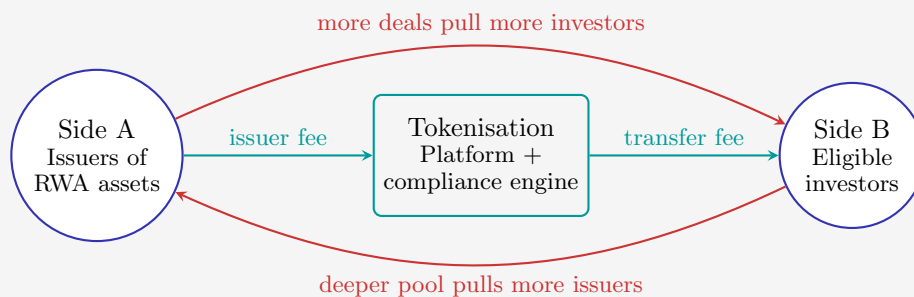 more deals pull more investors
Side A
Issuers of
RWA assets
issuer fee
Tokenisation
Platform +
compliance engine
transfer fee
Side B
Eligible
investors
deeper pool pulls more issuers